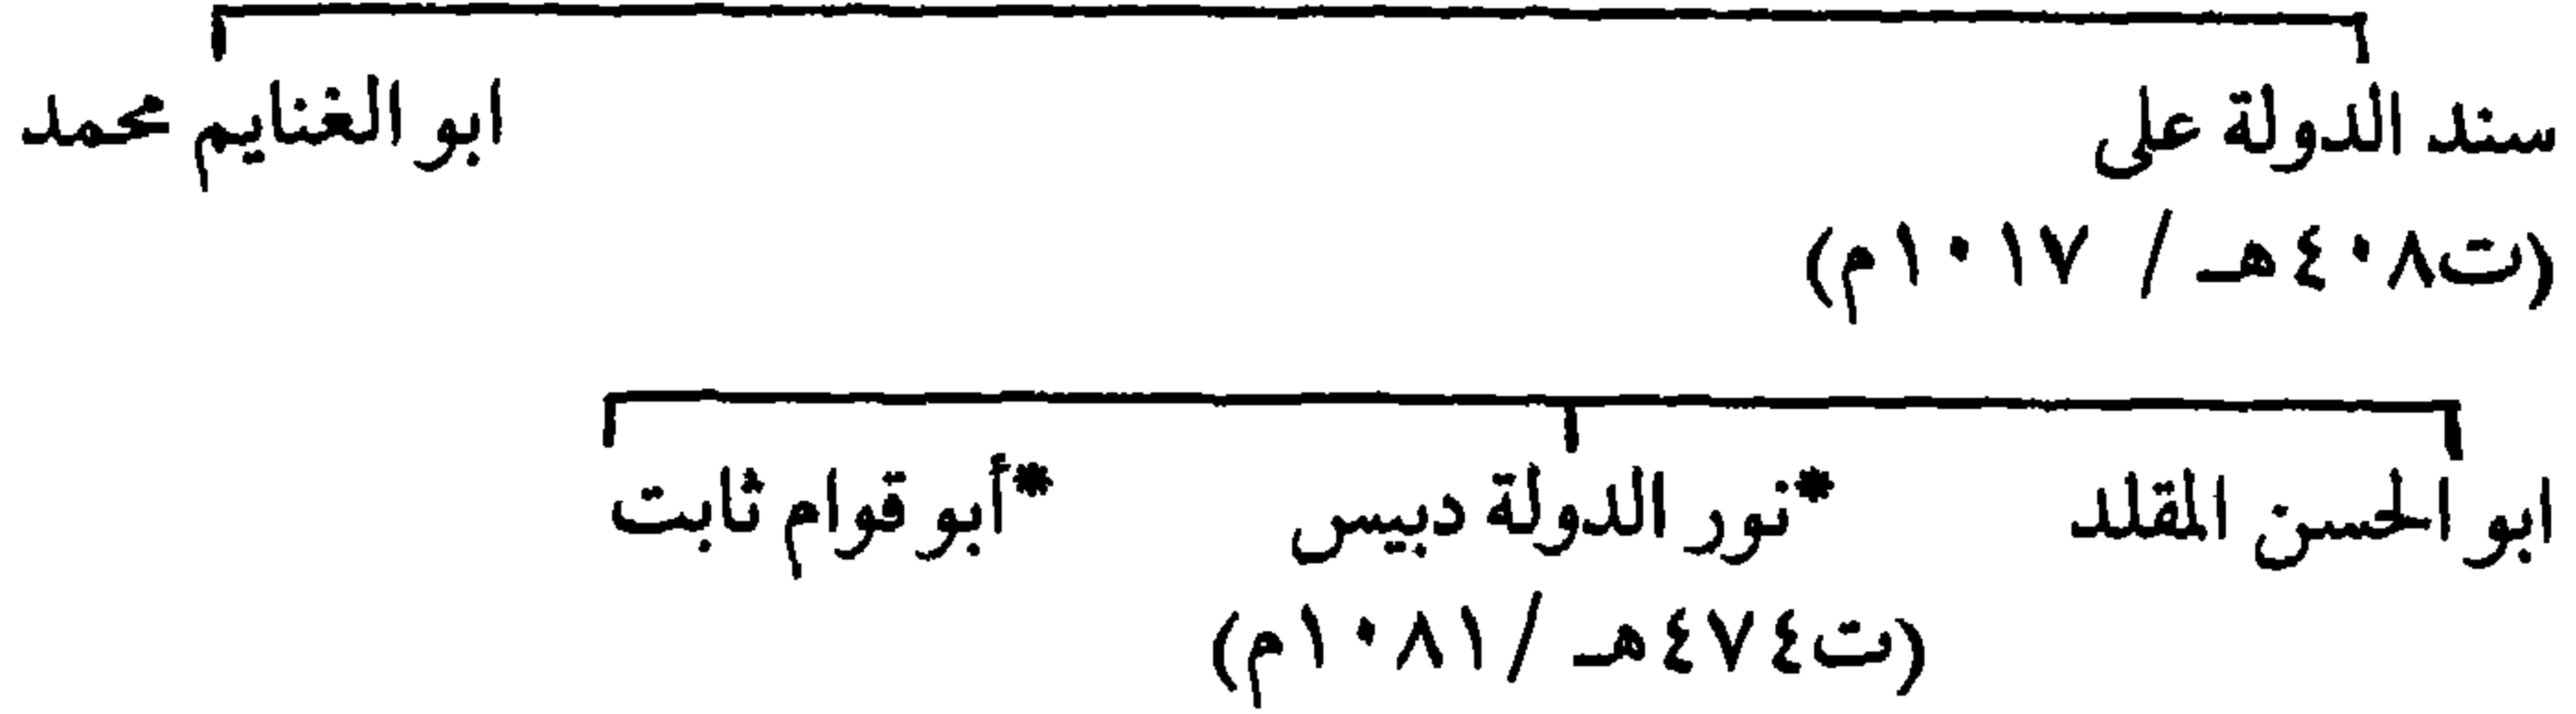 سند الدولة على ابو الغنايم محمد
(ت٤٠٨هـ / ١٠١٧م)
ابو الحسن المقلد *نور الدولة دبيس *أبو قوام ثابت
(ت٤٧٤هـ /١٠٨١م)